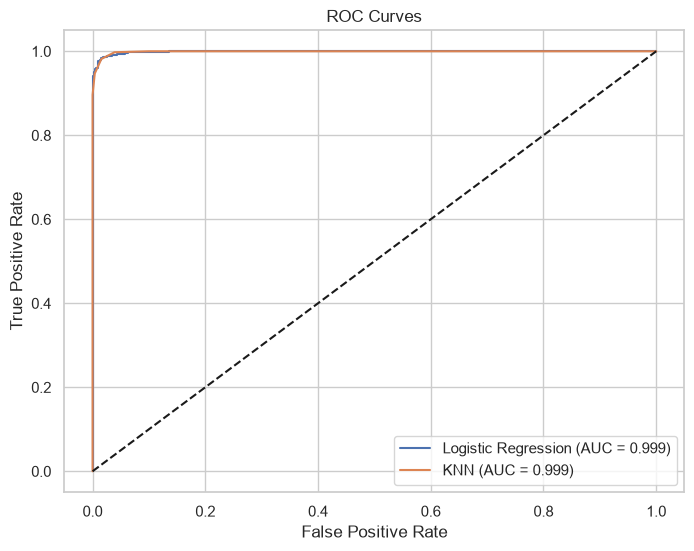 ROC Curves
True Positive Rate
1.0
0.8
0.6
0.4
0.2
0.0
Logistic Regression (AUC = 0.999)
KNN (AUC = 0.999)
0.0 0.2 0.4 0.6 0.8 1.0
False Positive Rate